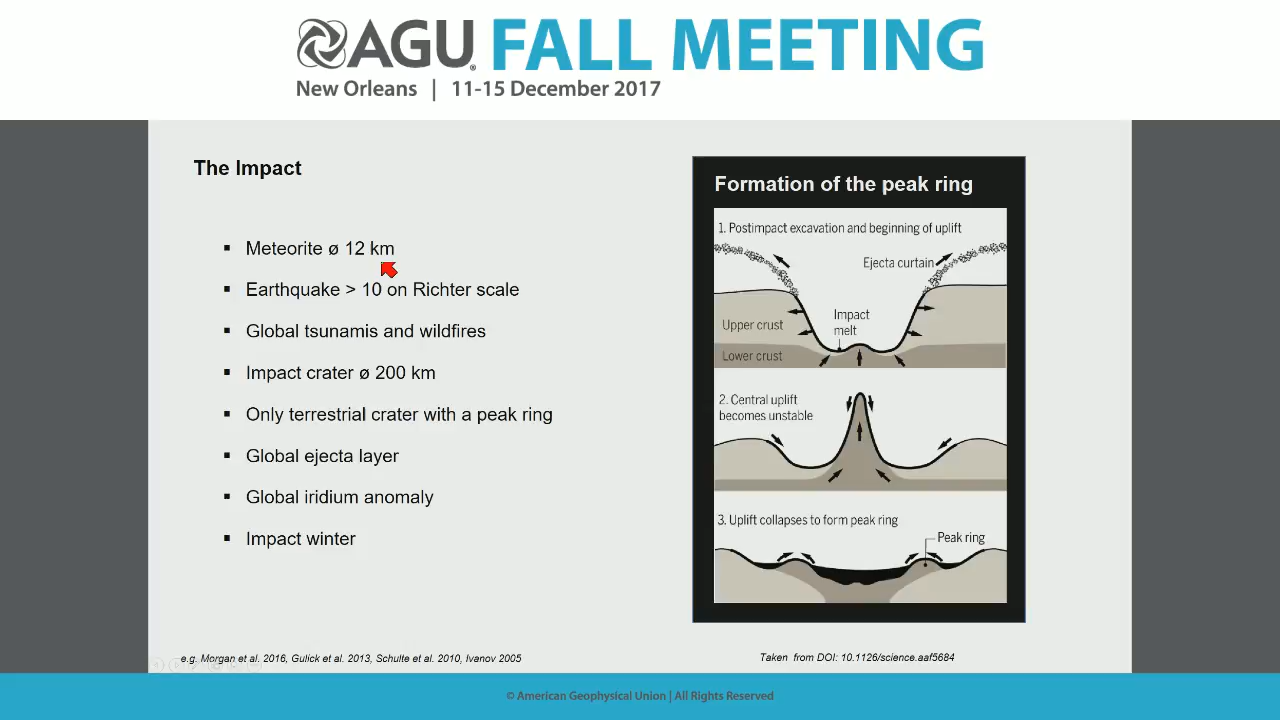 AGU FALL MEETING
New Orleans | 11-15 December 2017
The Impact
▪ Meteorite ø 12 km
▪ Earthquake > 10 on Richter scale
▪ Global tsunamis and wildfires
▪ Impact crater ø 200 km
▪ Only terrestrial crater with a peak ring
▪ Global ejecta layer
▪ Global iridium anomaly
▪ Impact winter
e.g. Morgan et al. 2016, Gulick et al. 2013, Schulte et al. 2010, Ivanov 2005
Formation of the peak ring
1. Postimpact excavation and beginning of uplift
Ejecta curtain
Impact
melt
Upper crust
Lower crust
2. Central uplift
becomes unstable
3. Uplift collapses to form peak ring
Peak ring
Taken from DOI: 10.1126/science.aaf5684
© American Geophysical Union | All Rights Reserved